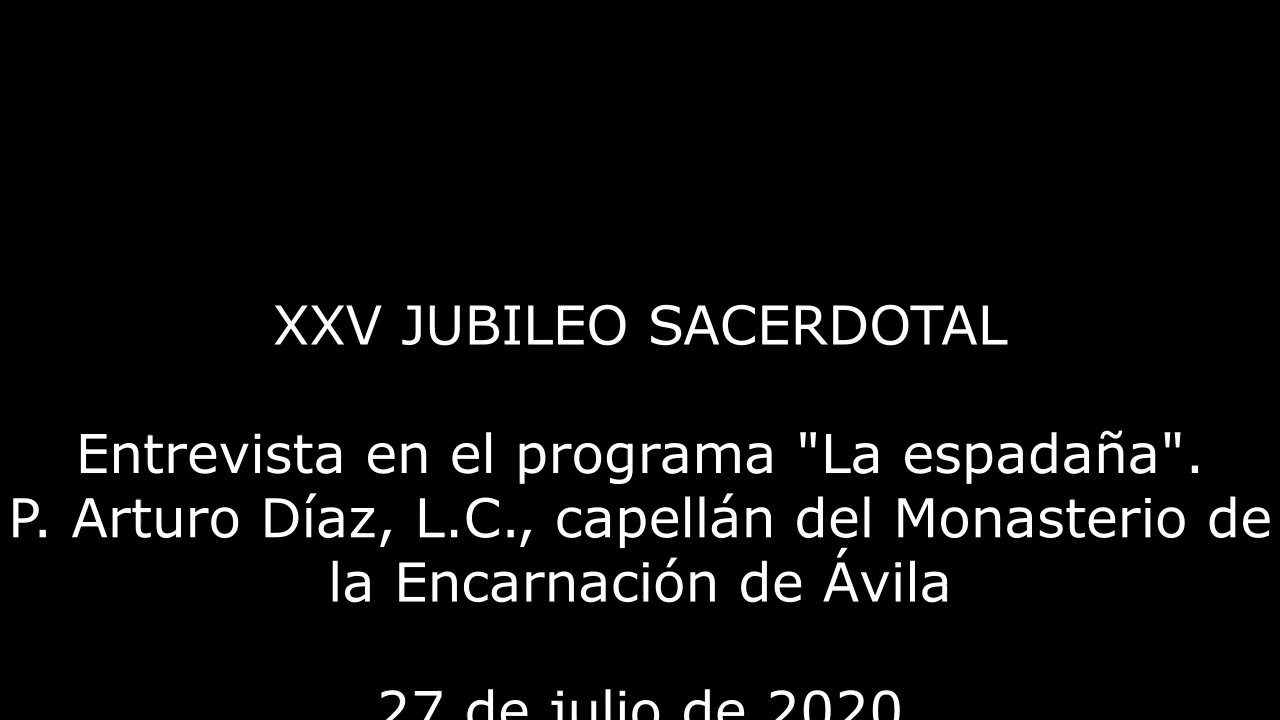 XXV JUBILEO SACERDOTAL
Entrevista en el programa "La espadaña".
P. Arturo Díaz, L.C., capellán del Monasterio de
la Encarnación de Ávila
27 de julio de 2020